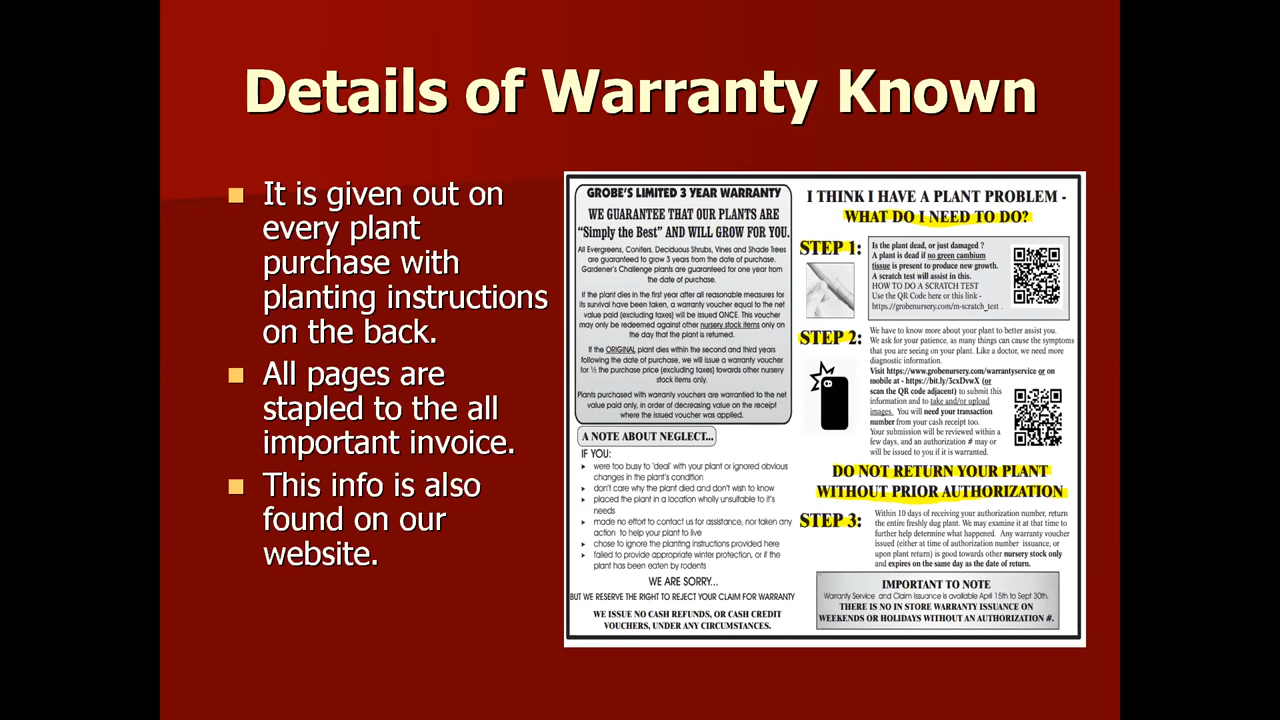 Details of Warranty Known
It is given out on
every plant
purchase with
planting instructions
on the back.
All pages are
stapled to the all
important invoice.
This info is also
found on our
website.
GROBE'S LIMITED 3 YEAR WARRANTY
WE GUARANTEE THAT OUR PLANTS ARE
"Simply the Best" AND WILL GROW FOR YOU.
All Evergreens, Conifers, Deciduous Shrubs, Vines and Shade Trees
are guaranteed to grow 3 years from the date of purchase.
Gardener's Challenge plants are guaranteed for one year from
the date of purchase.
If the plant dies in the first year after all reasonable measures for
its survival have been taken, a warranty voucher equal to the net
value paid (excluding taxes) will be issued ONCE. This voucher
may only be redeemed against other nursery stock items only on
the day that the plant is returned.
If the ORIGINAL plant dies within the second and third years
following the date of purchase, we will issue a warranty voucher
for ½ the purchase price (excluding taxes) towards other nursery
stock items only.
Plants purchased with warranty vouchers are warrantied to the net
value paid only, in order of decreasing value on the receipt
where the issued voucher was applied.
A NOTE ABOUT NEGLECT...
IF YOU:
were too busy to 'deal' with your plant or ignored obvious
changes in the plant's condition
don't care why the plant died and don't wish to know
placed the plant in a location wholly unsuitable to it's
needs
made no effort to contact us for assistance, nor taken any
action to help your plant to live
chose to ignore the planting instructions provided here
failed to provide appropriate winter protection, or if the
plant has been eaten by rodents
WE ARE SORRY...
BUT WE RESERVE THE RIGHT TO REJECT YOUR CLAIM FOR WARRANTY
WE ISSUE NO CASH REFUNDS, OR CASH CREDIT
VOUCHERS, UNDER ANY CIRCUMSTANCES.
I THINK I HAVE A PLANT PROBLEM -
WHAT DO I NEED TO DO?
STEP 1:
Is the plant dead, or just damaged ?
A plant is dead if no green cambium
tissue is present to produce new growth.
A scratch test will assist in this.
HOW TO DO A SCRATCH TEST
Use the QR Code here or this link -
https://grobenursery.com/m-scratch_test .
STEP 2:
We have to know more about your plant to better assist you.
We ask for your patience, as many things can cause the symptoms
that you are seeing on your plant. Like a doctor, we need more
diagnostic information.
Visit https://www.grobenursery.com/warrantyservice or on
mobile at - https://bit.ly/3cxDvwX (or
scan the QR code adjacent) to submit this
information and to take and/or upload
images. You will need your transaction
number from your cash receipt too.
Your submission will be reviewed within a
few days, and an authorization # may or
will be issued to you if it is warranted.
DO NOT RETURN YOUR PLANT
WITHOUT PRIOR AUTHORIZATION
STEP 3:
Within 10 days of receiving your authorization number, return
the entire freshly dug plant. We may examine it at that time to
further help determine what happened. Any warranty voucher
issued (either at time of authorization number issuance, or
upon plant return) is good towards other nursery stock only
and expires on the same day as the date of return.
IMPORTANT TO NOTE
Warranty Service and Claim Issuance is available April 15th to Sept 30th.
THERE IS NO IN STORE WARRANTY ISSUANCE ON
WEEKENDS OR HOLIDAYS WITHOUT AN AUTHORIZATION #.